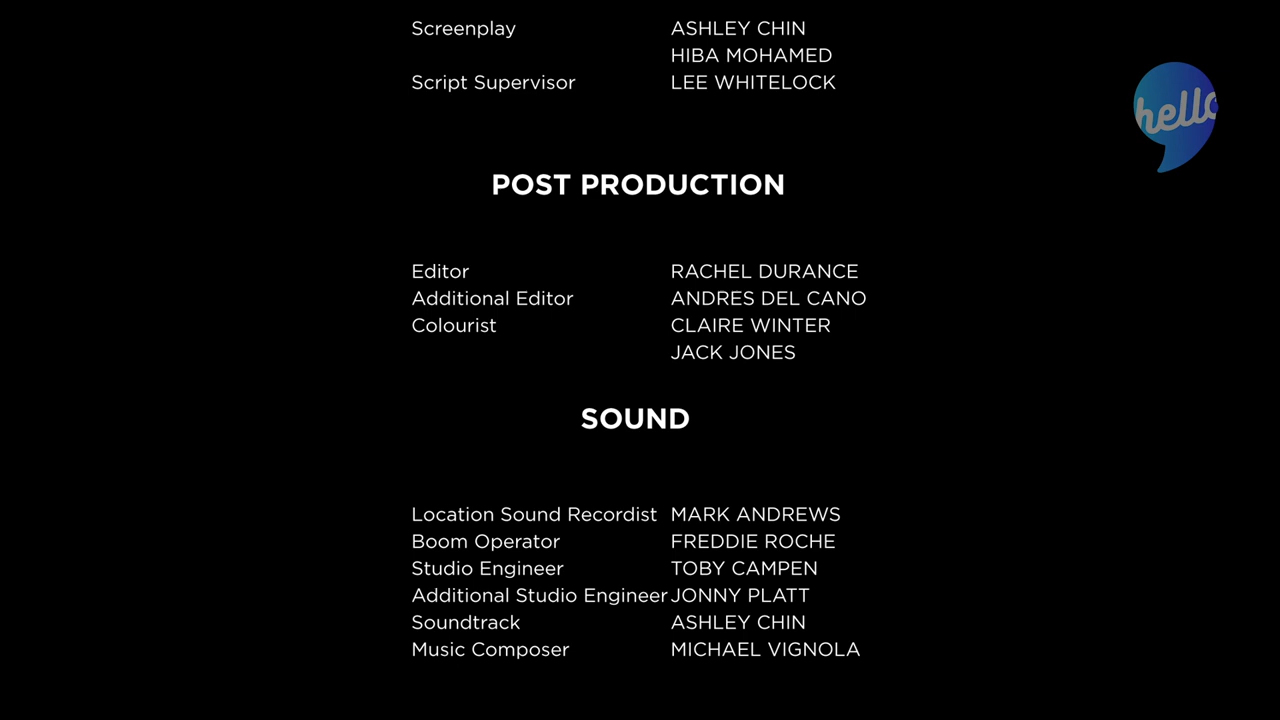 Screenplay ASHLEY CHIN
HIBA MOHAMED
Script Supervisor LEE WHITELOCK
hello
POST PRODUCTION
Editor RACHEL DURANCE
Additional Editor ANDRES DEL CANO
Colourist CLAIRE WINTER
JACK JONES
SOUND
Location Sound Recordist MARK ANDREWS
Boom Operator FREDDIE ROCHE
Studio Engineer TOBY CAMPEN
Additional Studio Engineer JONNY PLATT
Soundtrack ASHLEY CHIN
Music Composer MICHAEL VIGNOLA